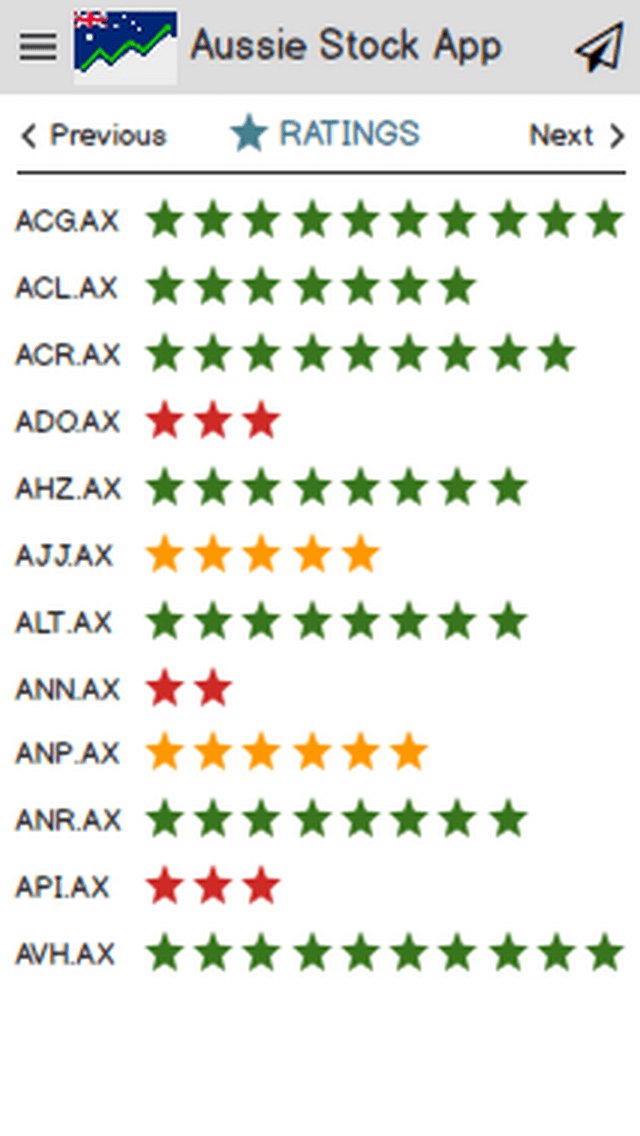 Aussie Stock App
Previous RATINGS Next
ACG.AX
ACL.AX
ACR.AX
ADO.AX
AHZ.AX
AJJ.AX
ALT.AX
ANN.AX
ANP.AX
ANR.AX
API.AX
AVH.AX